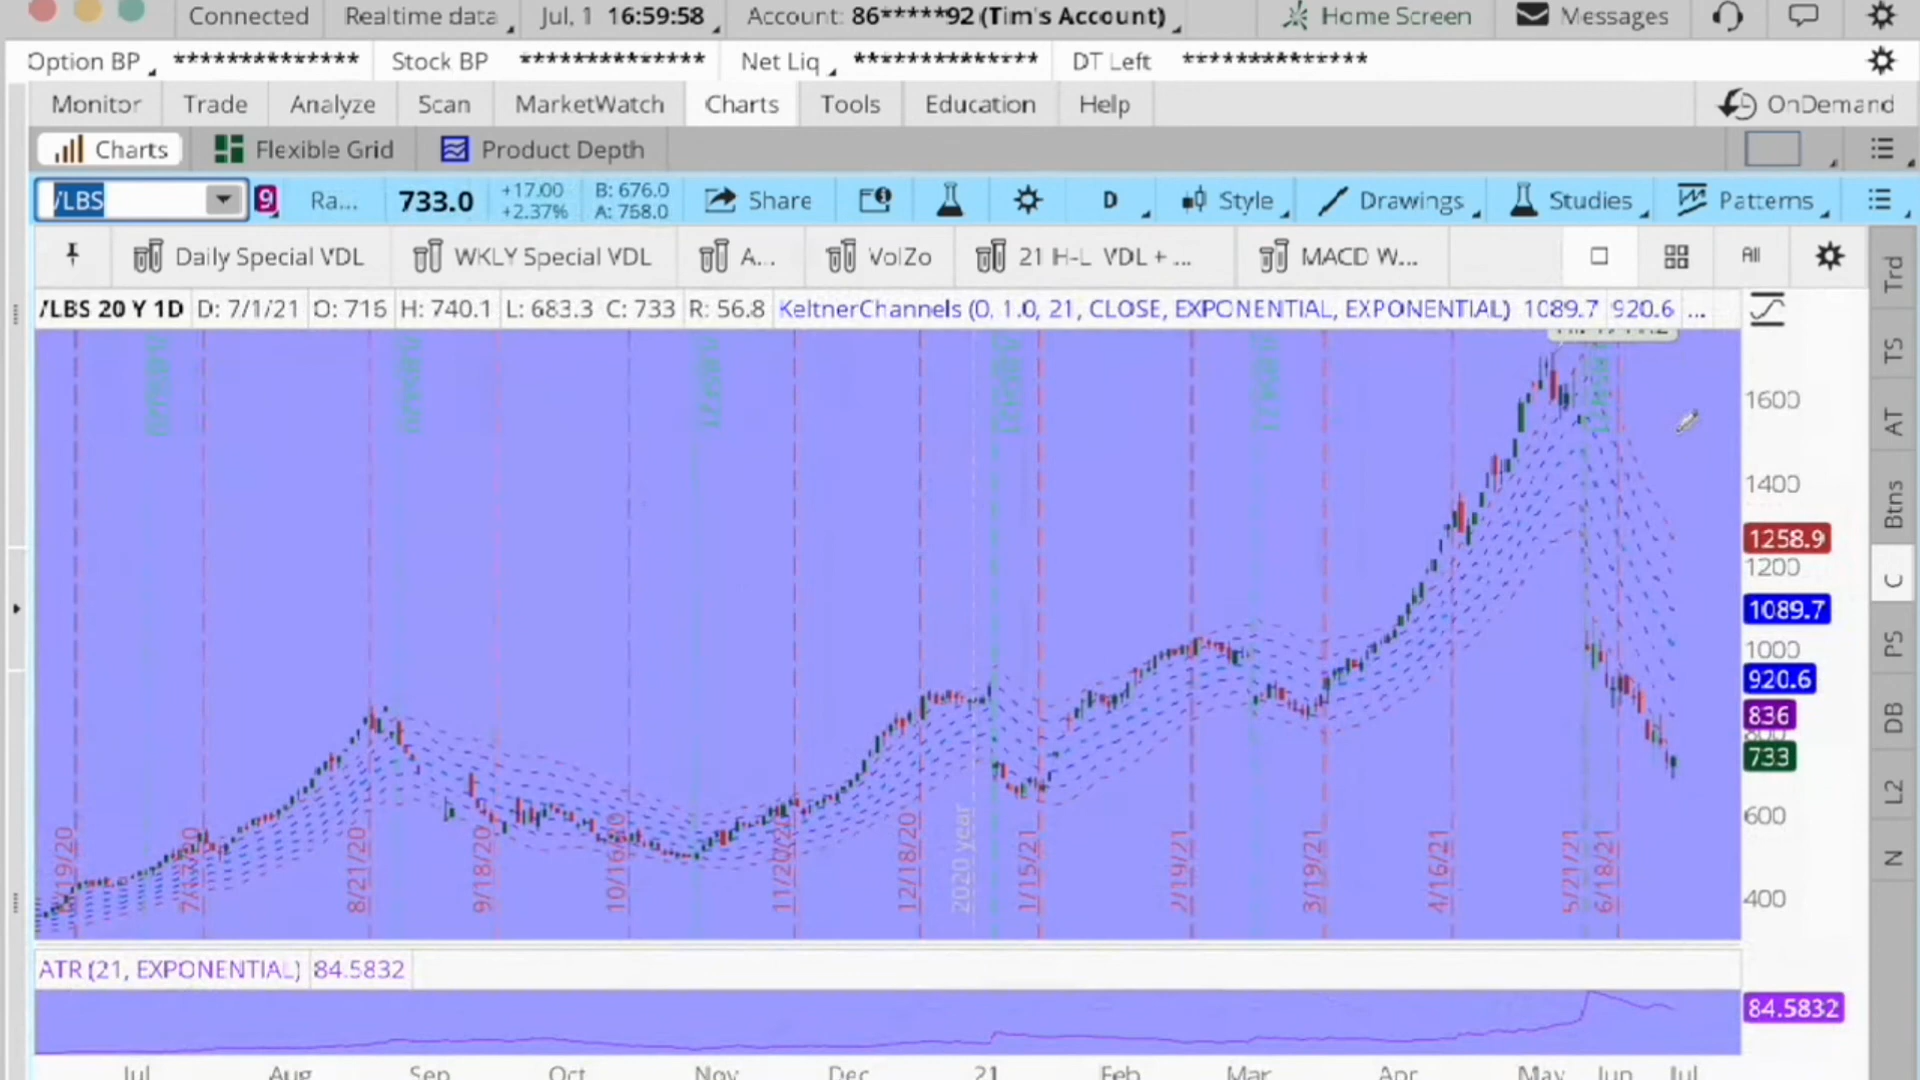 Connected Realtime data Jul, 1 16:59:58 Account: 86*****92 (Tim's Account) Home Screen Messages
Option BP ************** Stock BP ************** Net Liq ************** DT Left **************
Monitor Trade Analyze Scan MarketWatch Charts Tools Education Help OnDemand
Charts Flexible Grid Product Depth
/LBS 9 Ra... 733.0 +17.00 B: 676.0 Share D Style Drawings Studies Patterns
+2.37% A: 768.0
Daily Special VDL WKLY Special VDL A... VolZo 21 H-L VDL + ... MACD W... All
/LBS 20 Y 1D D: 7/1/21 O: 716 H: 740.1 L: 683.3 C: 733 R: 56.8 KeltnerChannels (0, 1.0, 21, CLOSE, EXPONENTIAL, EXPONENTIAL) 1089.7 920.6 ...
1600
1400
1258.9
1200
1089.7
1000
920.6
836
800
733
600
400
8/21/20 9/18/20 11/20/20 12/18/20 2020 year 1/15/21 2/19/21 3/19/21 4/16/21 5/21/21 6/18/21
ATR (21, EXPONENTIAL) 84.5832
84.5832
Jul Aug Sep Oct Nov Dec 21 Feb Mar Apr May Jun Jul
Trd
TS
AT
Btns
C
PS
DB
L2
N